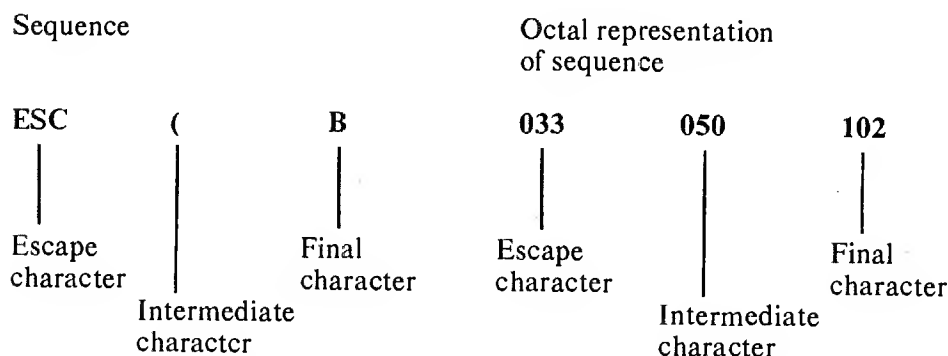 Sequence
Octal representation
of sequence
ESC ( B 033 050 102
Escape
character
Intermediate
character
Final
character
Escape
character
Intermediate
character
Final
character